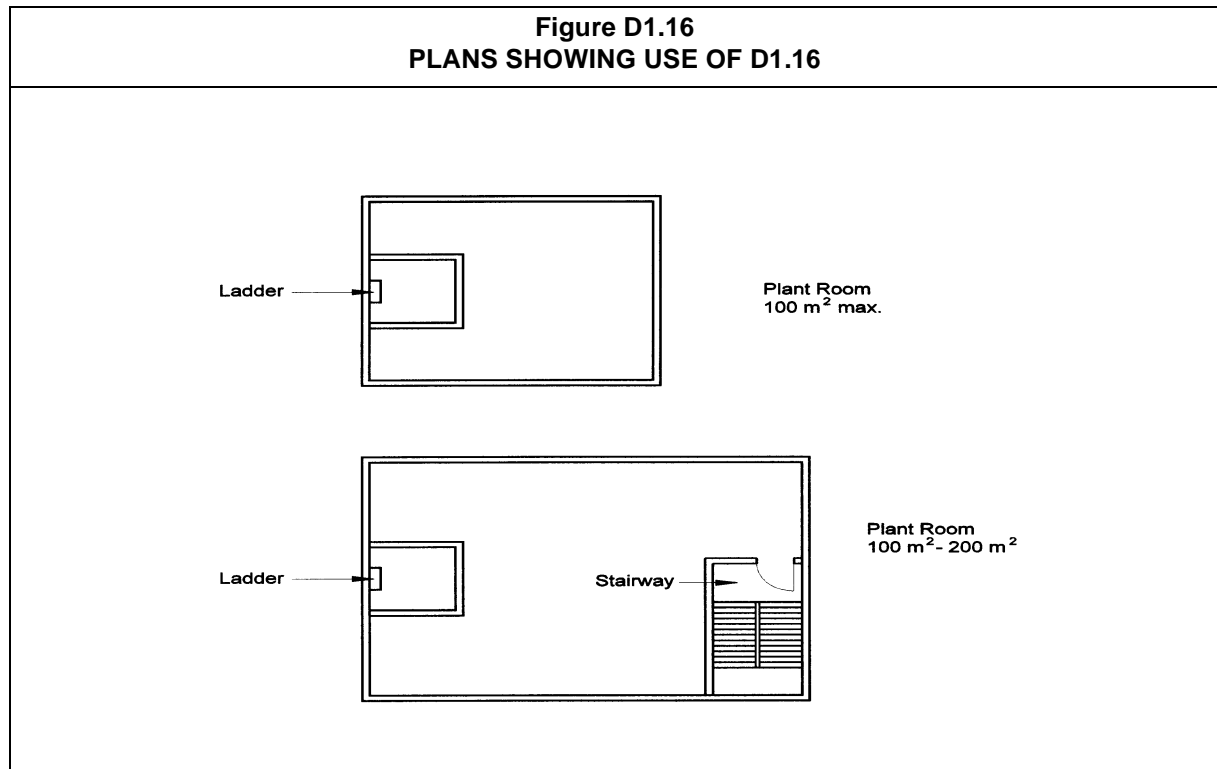 Figure D1.16
PLANS SHOWING USE OF D1.16
Ladder
Plant Room
100 m² max.
Plant Room
100 m²- 200 m²
Ladder
Stairway